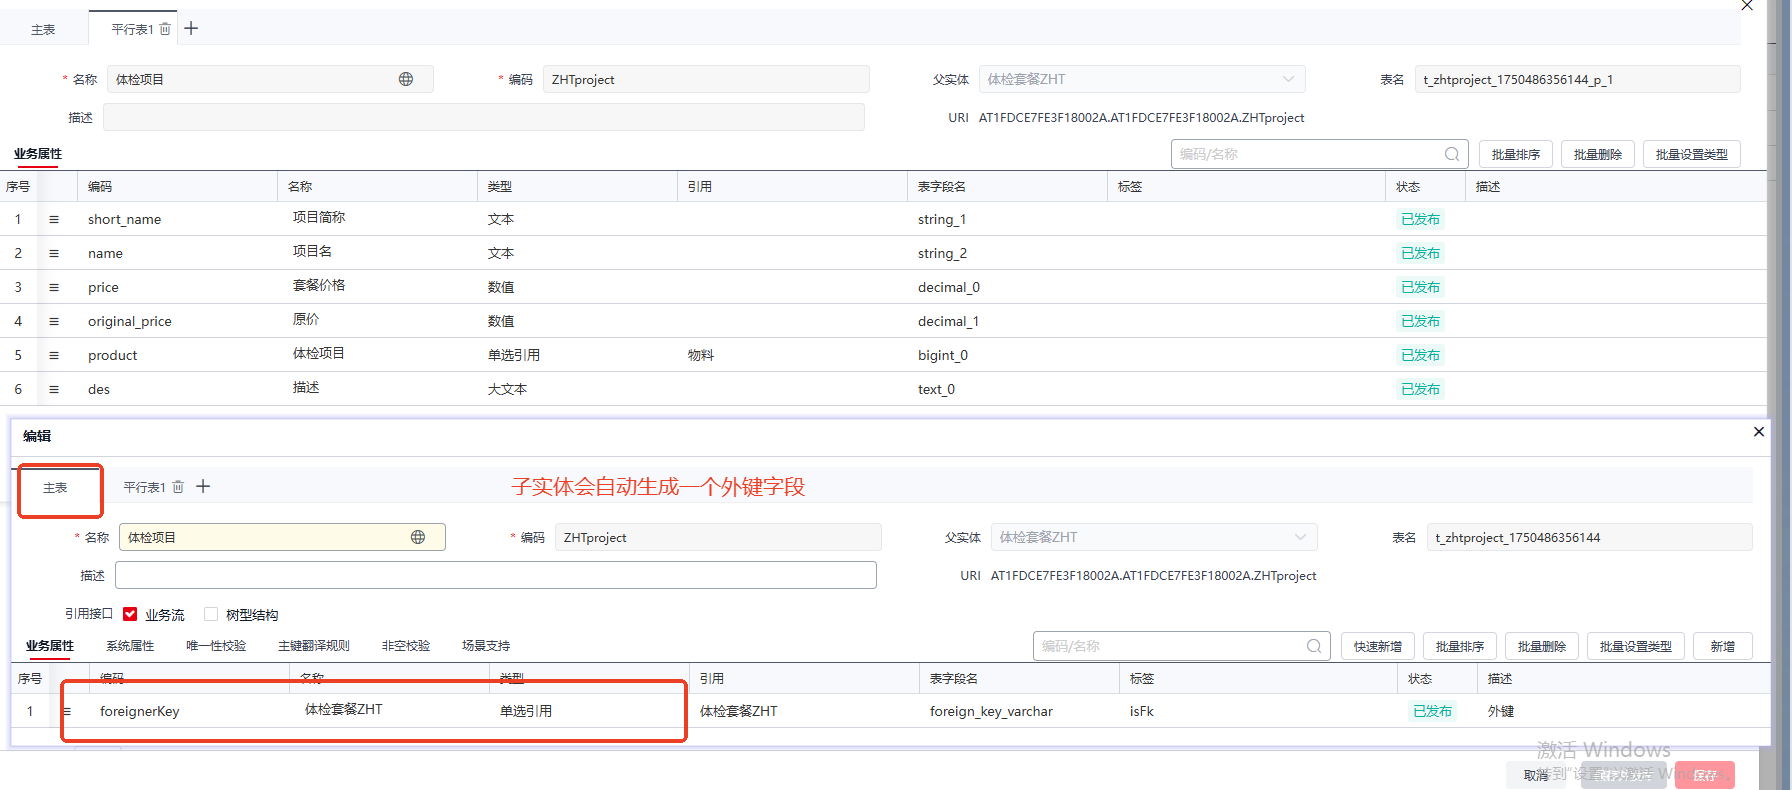 主表 平行表1
* 名称 体检项目 * 编码 ZHTproject 父实体 体检套餐ZHT 表名 t_zhtproject_1750486356144_p_1
描述 URI AT1FDCE7FE3F18002A.AT1FDCE7FE3F18002A.ZHTproject
业务属性 编码/名称 批量排序 批量删除 批量设置类型
序号 编码 名称 类型 引用 表字段名 标签 状态 描述
1 short_name 项目简称 文本 string_1 已发布
2 name 项目名 文本 string_2 已发布
3 price 套餐价格 数值 decimal_0 已发布
4 original_price 原价 数值 decimal_1 已发布
5 product 体检项目 单选引用 物料 bigint_0 已发布
6 des 描述 大文本 text_0 已发布
编辑
主表 平行表1 子实体会自动生成一个外键字段
* 名称 体检项目 * 编码 ZHTproject 父实体 体检套餐ZHT 表名 t_zhtproject_1750486356144
描述 URI AT1FDCE7FE3F18002A.AT1FDCE7FE3F18002A.ZHTproject
引用接口 业务流 树型结构
业务属性 系统属性 唯一性校验 主键翻译规则 非空校验 场景支持 编码/名称 快速新增 批量排序 批量删除 批量设置类型 新增
序号 编码 名称 类型 引用 表字段名 标签 状态 描述
1 foreignerKey 体检套餐ZHT 单选引用 体检套餐ZHT foreign_key_varchar isFk 已发布 外键
激活 Windows
取消 保存